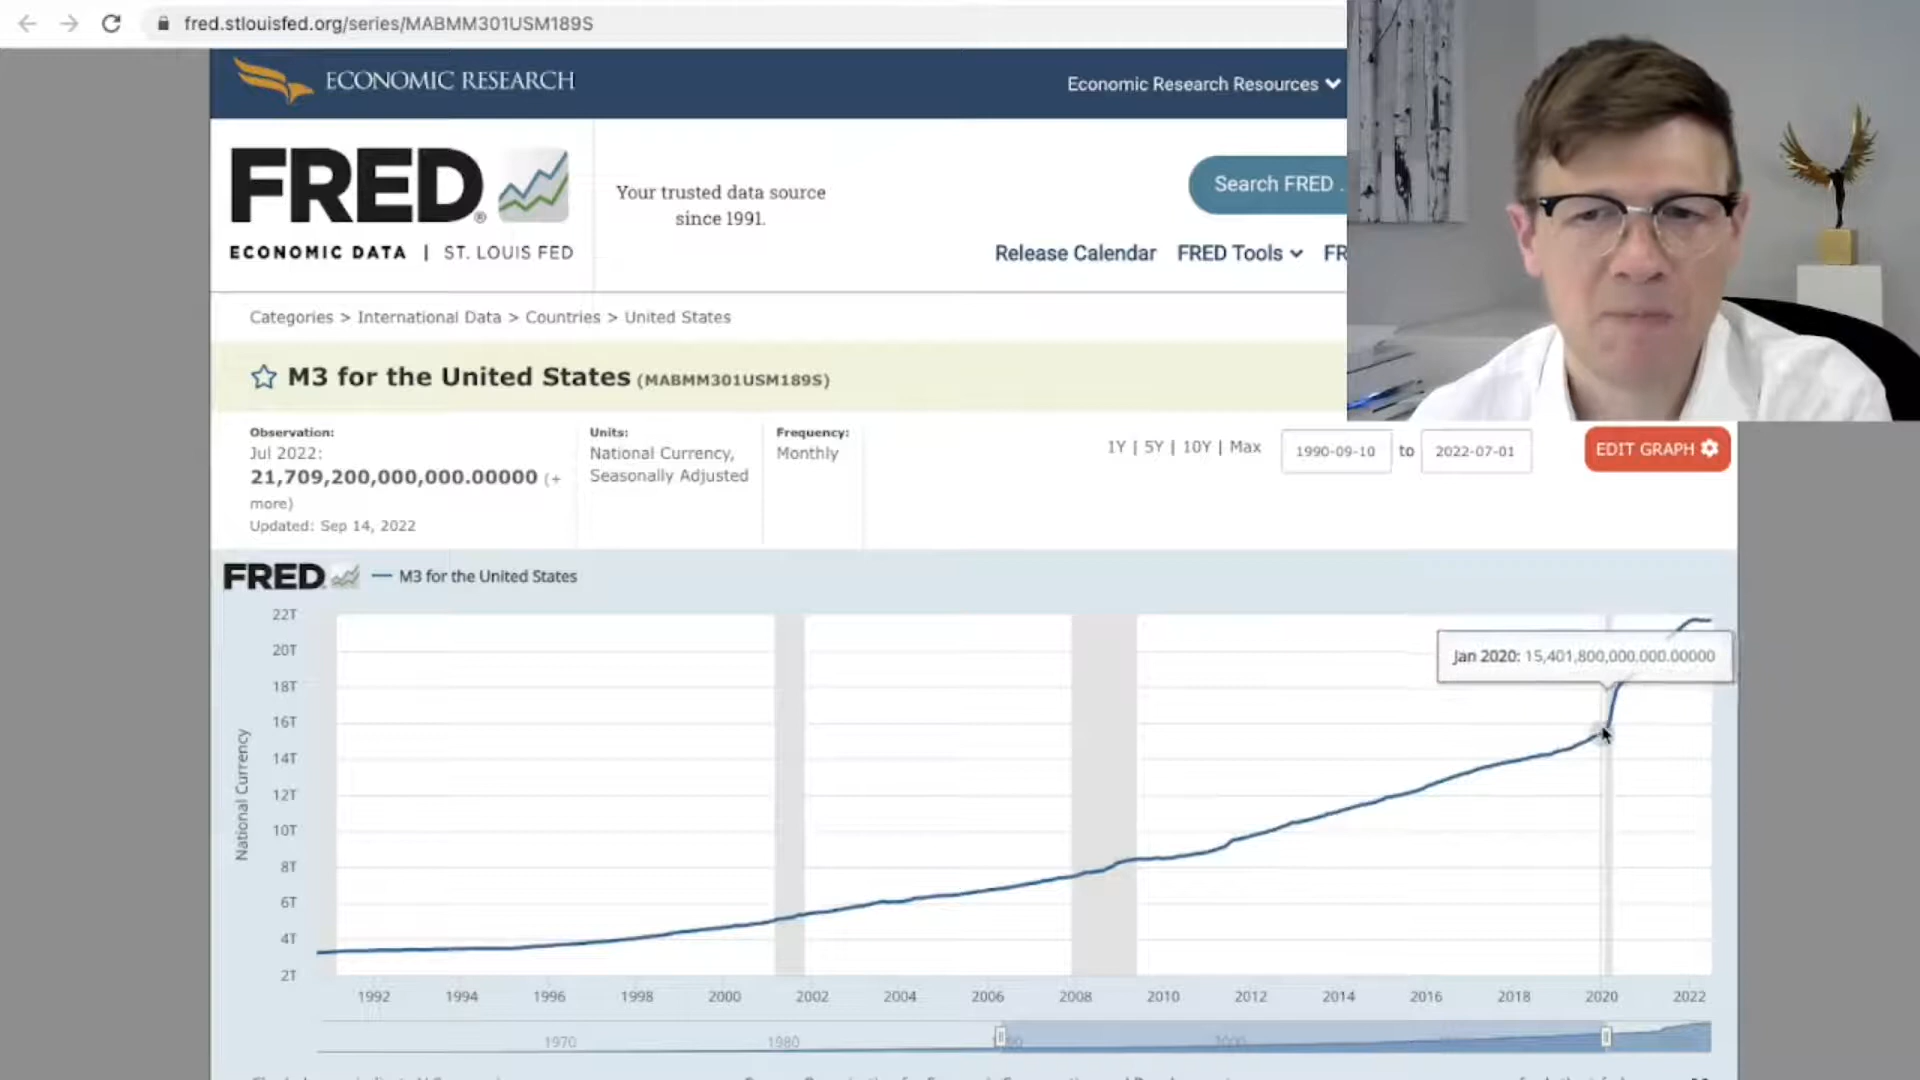 fred.stlouisfed.org/series/MABMM301USM189S
ECONOMIC RESEARCH
Economic Research Resources
FRED®
ECONOMIC DATA | ST. LOUIS FED
Your trusted data source
since 1991.
Search FRED .
Release Calendar FRED Tools FR
Categories > International Data > Countries > United States
M3 for the United States (MABMM301USM189S)
Observation:
Jul 2022:
21,709,200,000,000.00000 (+
more)
Updated: Sep 14, 2022
Units:
National Currency,
Seasonally Adjusted
Frequency:
Monthly
1Y | 5Y | 10Y | Max
1990-09-10 to 2022-07-01
EDIT GRAPH
FRED
M3 for the United States
National Currency
22T
20T
18T
16T
14T
12T
10T
8T
6T
4T
2T
Jan 2020: 15,401,800,000,000.00000
1992 1994 1996 1998 2000 2002 2004 2006 2008 2010 2012 2014 2016 2018 2020 2022
1970 1980 2000